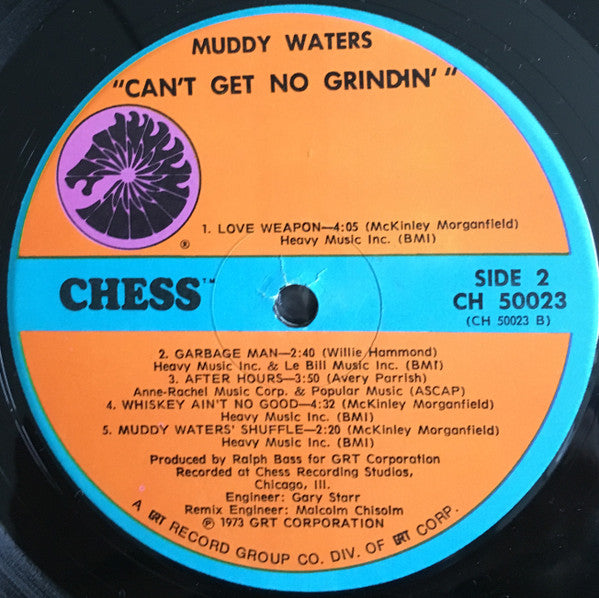 MUDDY WATERS
"CAN'T GET NO GRINDIN'"
®
1. LOVE WEAPON—4:05 (McKinley Morganfield)
Heavy Music Inc. (BMI)
CHESS™
SIDE 2
CH 50023
(CH 50023 B)
2. GARBAGE MAN—2:40 (Willie Hammond)
Heavy Music Inc. & Le Bill Music Inc. (BMI)
3. AFTER HOURS—3:50 (Avery Parrish)
Anne-Rachel Music Corp. & Popular Music (ASCAP)
4. WHISKEY AIN'T NO GOOD—4:32 (McKinley Morganfield)
Heavy Music Inc. (BMI)
5. MUDDY WATERS' SHUFFLE—2:20 (McKinley Morganfield)
Heavy Music Inc. (BMI)
Produced by Ralph Bass for GRT Corporation
Recorded at Chess Recording Studios,
Chicago, Ill.
Engineer: Gary Starr
Remix Engineer: Malcolm Chisolm
℗ 1973 GRT CORPORATION
A GRT RECORD GROUP CO. DIV. OF GRT CORP.